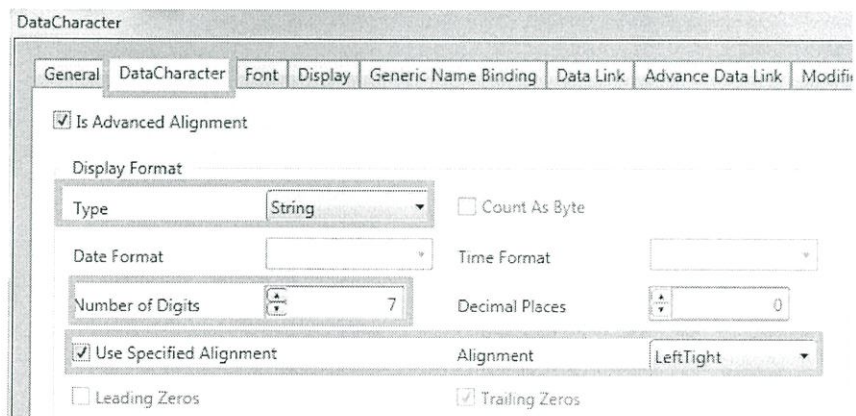 DataCharacter
General DataCharacter Font Display Generic Name Binding Data Link Advance Data Link
Is Advanced Alignment
Display Format
Type String Count As Byte
Date Format Time Format
Number of Digits 7 Decimal Places 0
Use Specified Alignment Alignment LeftTight
Leading Zeros Trailing Zeros